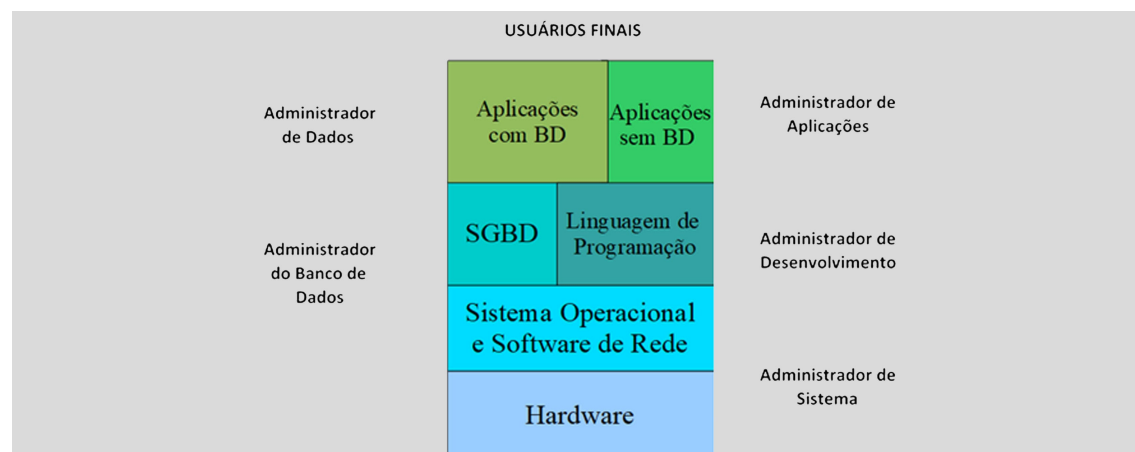 USUÁRIOS FINAIS
Administrador
de Dados
Aplicações
com BD
Aplicações
sem BD
Administrador de
Aplicações
Administrador
do Banco de
Dados
SGBD
Linguagem de
Programação
Administrador de
Desenvolvimento
Sistema Operacional
e Software de Rede
Administrador de
Sistema
Hardware